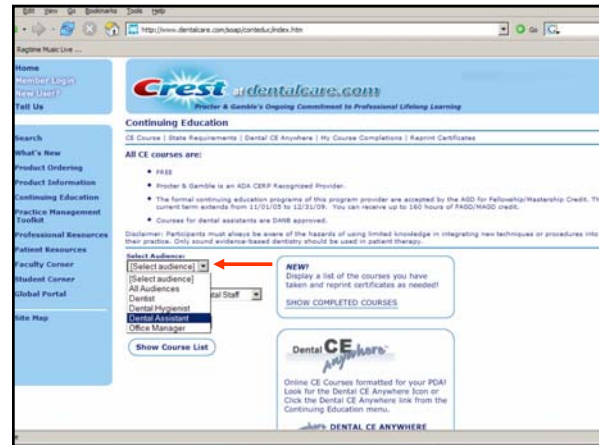 Edit View Go Bookmarks Tools Help
http://www.dentalcare.com/soap/conteduc/index.htm
Go
Ragtime Music Live ...
Home
Member Login
New User?
Tell Us
Search
What's New
Product Ordering
Product Information
Continuing Education
Practice Management
Toolkit
Professional Resources
Patient Resources
Faculty Corner
Student Corner
Global Portal
Site Map
Crest at dentalcare.com
Procter & Gamble's Ongoing Commitment to Professional Lifelong Learning
Continuing Education
CE Course | State Requirements | Dental CE Anywhere | My Course Completions | Reprint Certificates
All CE courses are:
• FREE
• Procter & Gamble is an ADA CERP Recognized Provider.
• The formal continuing education programs of this program provider are accepted by the AGD for Fellowship/Mastership Credit. Th
current term extends from 11/01/05 to 12/31/09. You can receive up to 160 hours of FAGD/MAGD credit.
• Courses for dental assistants are DANB approved.
Disclaimer: Participants must always be aware of the hazards of using limited knowledge in integrating new techniques or procedures into
their practice. Only sound evidence-based dentistry should be used in patient therapy.
Select Audience:
[Select audience]
[Select audience]
All Audiences
Dentist
Dental Hygienist
Dental Assistant
Office Manager
tal Staff
Show Course List
NEW!
Display a list of the courses you have
taken and reprint certificates as needed!
SHOW COMPLETED COURSES
Dental CE Anywhere
Online CE Courses formatted for your PDA!
Look for the Dental CE Anywhere Icon or
Click the Dental CE Anywhere link from the
Continuing Education menu.
DENTAL CE ANYWHERE